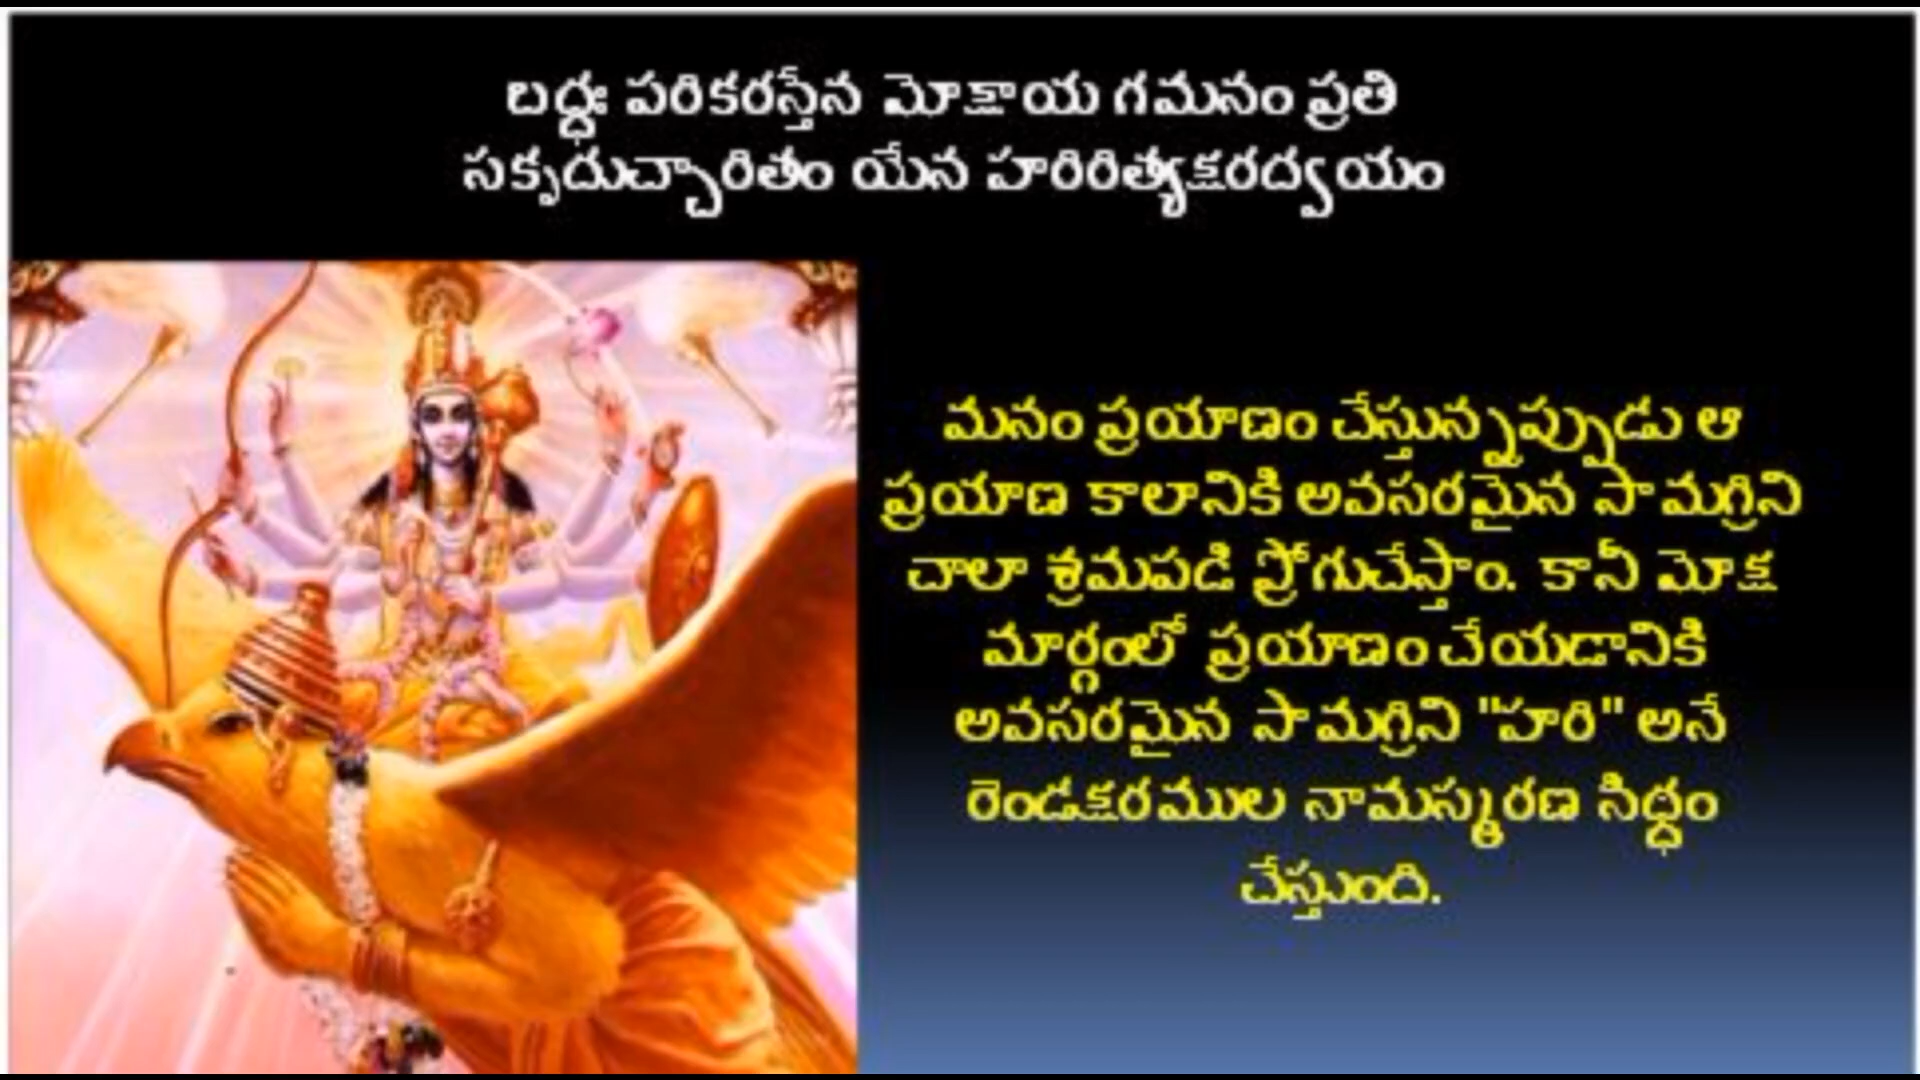 బద్ధః పరికరస్తేన మోక్షాయ గమనం ప్రతి
సకృదుచ్చారితం యేన హరిరిత్యక్షరద్వయం
మనం ప్రయాణం చేస్తున్నప్పుడు ఆ
ప్రయాణ కాలానికి అవసరమైన సామగ్రిని
చాలా శ్రమపడి ప్రోగుచేస్తాం. కానీ మోక్ష
మార్గంలో ప్రయాణం చేయడానికి
అవసరమైన సామగ్రిని "హరి" అనే
రెండక్షరముల నామస్మరణ సిద్ధం
చేస్తుంది.